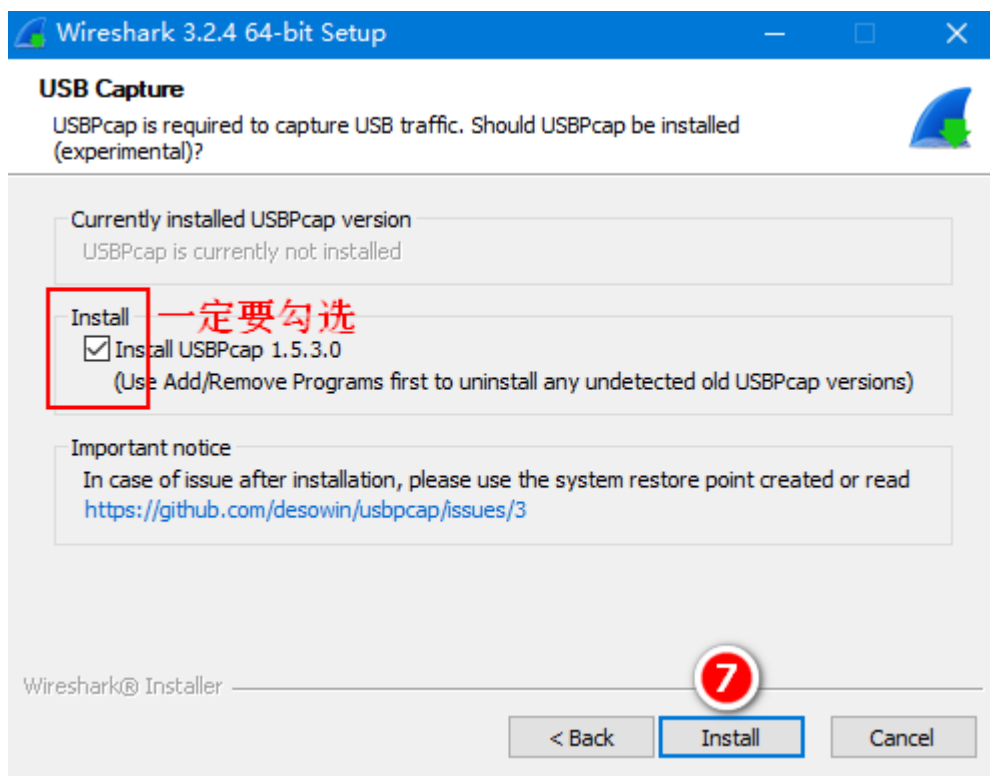 Wireshark 3.2.4 64-bit Setup
USB Capture
USBPcap is required to capture USB traffic. Should USBPcap be installed
(experimental)?
Currently installed USBPcap version
USBPcap is currently not installed
Install
一定要勾选
Install USBPcap 1.5.3.0
(Use Add/Remove Programs first to uninstall any undetected old USBPcap versions)
Important notice
In case of issue after installation, please use the system restore point created or read
https://github.com/desowin/usbpcap/issues/3
7
Wireshark® Installer
< Back
Install
Cancel